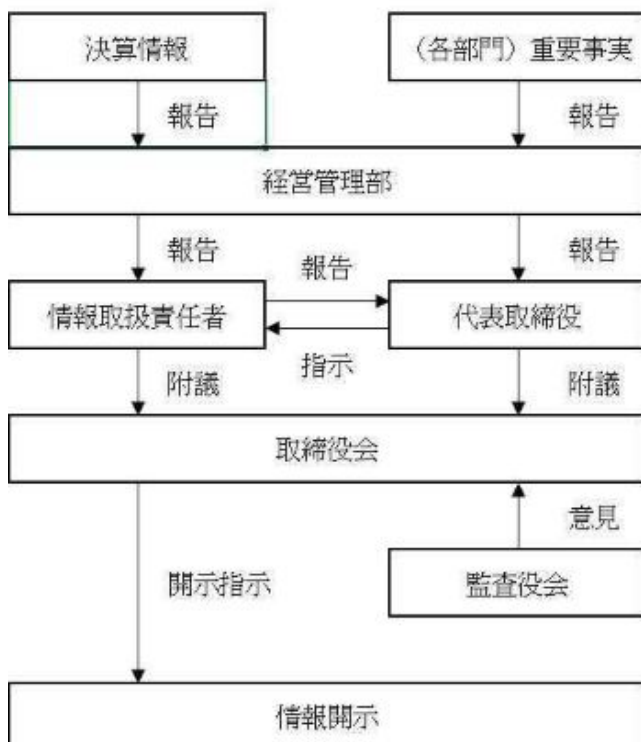 決算情報
（各部門）重要事実
報告
報告
経営管理部
報告
報告
報告
情報取扱責任者
代表取締役
指示
附議
附議
取締役会
意見
開示指示
監査役会
情報開示